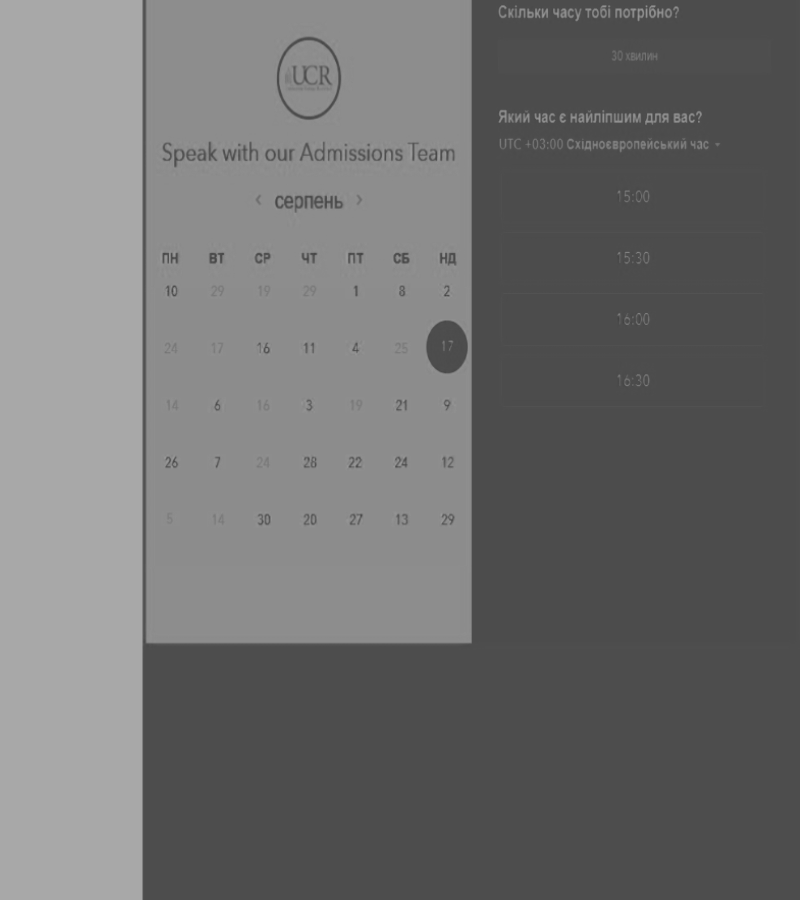 UCR
Speak with our Admissions Team
‹ серпень ›
ПН ВТ СР ЧТ ПТ СБ НД
10 29 19 29 1 8 2
24 17 16 11 4 25 17
14 6 16 3 19 21 9
26 7 24 28 22 24 12
5 14 30 20 27 13 29
Скільки часу тобі потрібно?
30 хвилин
Який час є найліпшим для вас?
UTC +03:00 Східноєвропейський час
15:00
15:30
16:00
16:30